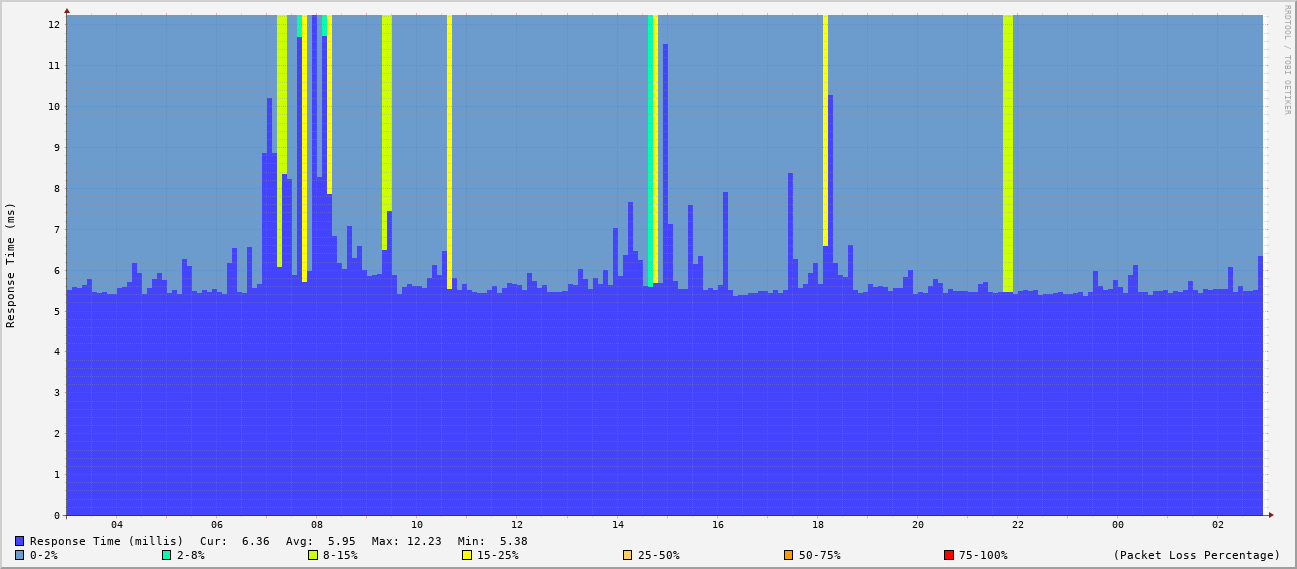 RRDTOOL / TOBI OETIKER
Response Time (ms)
12
11
10
9
8
7
6
5
4
3
2
1
0
04 06 08 10 12 14 16 18 20 22 00 02
Response Time (millis) Cur: 6.36 Avg: 5.95 Max: 12.23 Min: 5.38
0-2% 2-8% 8-15% 15-25% 25-50% 50-75% 75-100% (Packet Loss Percentage)